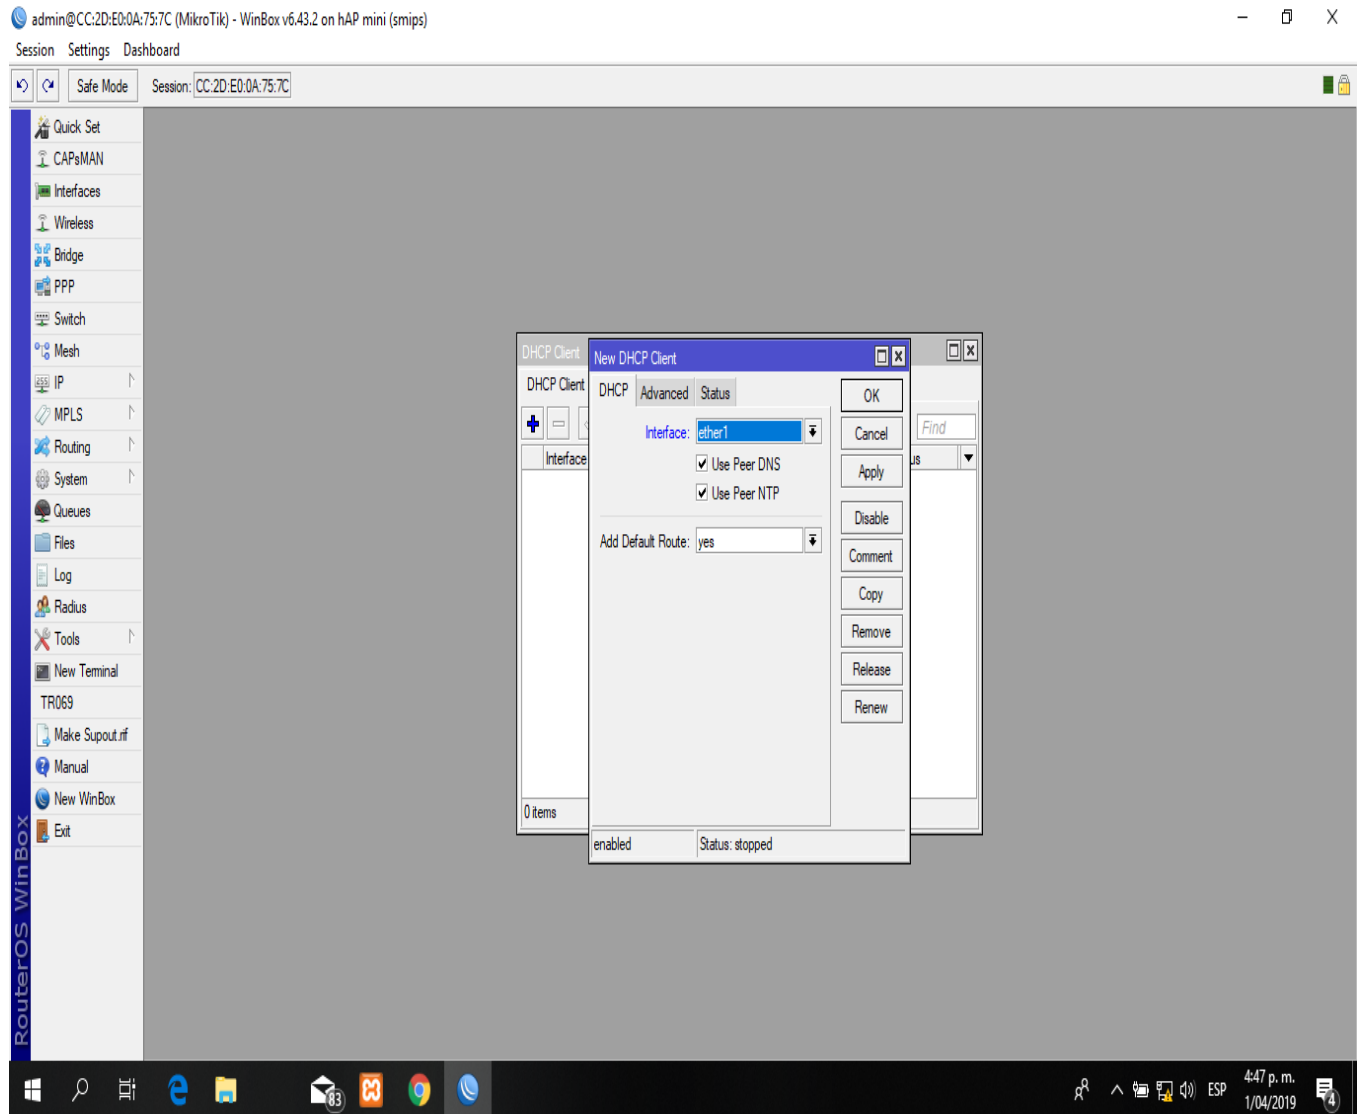 admin@CC:2D:E0:0A:75:7C (MikroTik) - WinBox v6.43.2 on hAP mini (smips)
Session Settings Dashboard
Safe Mode Session: CC:2D:E0:0A:75:7C
Quick Set
CAPsMAN
Interfaces
Wireless
Bridge
PPP
Switch
Mesh
IP
MPLS
Routing
System
Queues
Files
Log
Radius
Tools
New Terminal
TR069
Make Supout.rif
Manual
New WinBox
Exit
RouterOS WinBox
DHCP Client
DHCP Client
Find
Interface
us
0 items
New DHCP Client
DHCP Advanced Status
Interface: ether1
Use Peer DNS
Use Peer NTP
Add Default Route: yes
OK
Cancel
Apply
Disable
Comment
Copy
Remove
Release
Renew
enabled Status: stopped
83
ESP
4:47 p. m.
1/04/2019
4